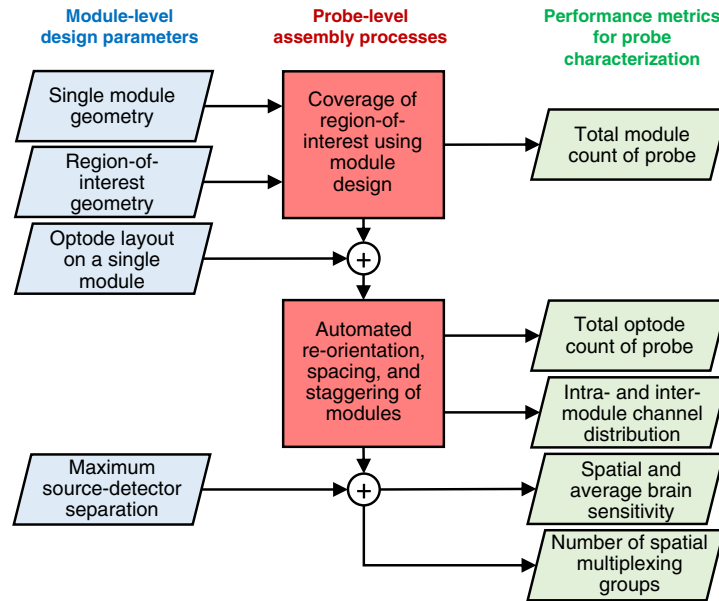 Module-level
design parameters
Probe-level
assembly processes
Performance metrics
for probe
characterization
Single module
geometry
Region-of-
interest
geometry
Optode layout
on a single
module
Maximum
source-detector
separation
Coverage of
region-of-
interest using
module
design
+
Automated
re-orientation,
spacing, and
staggering of
modules
+
Total module
count of probe
Total optode
count of probe
Intra- and inter-
module channel
distribution
Spatial and
average brain
sensitivity
Number of spatial
multiplexing
groups